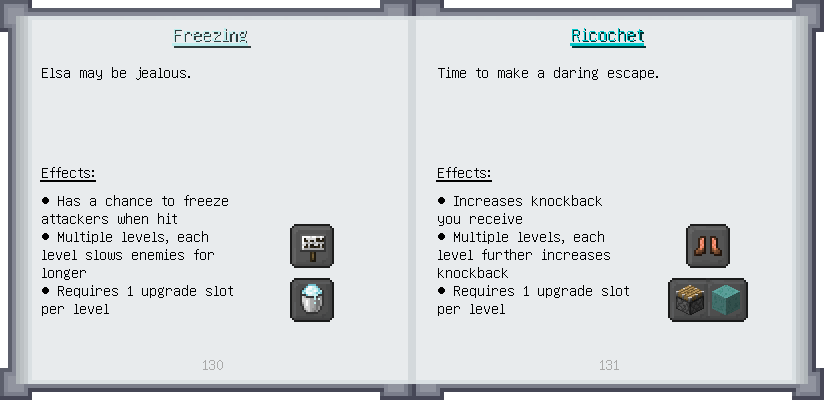 Freezing
Elsa may be jealous.
Effects:
● Has a chance to freeze
attackers when hit
● Multiple levels, each
level slows enemies for
longer
● Requires 1 upgrade slot
per level
130
Ricochet
Time to make a daring escape.
Effects:
● Increases knockback
you receive
● Multiple levels, each
level further increases
knockback
● Requires 1 upgrade slot
per level
131